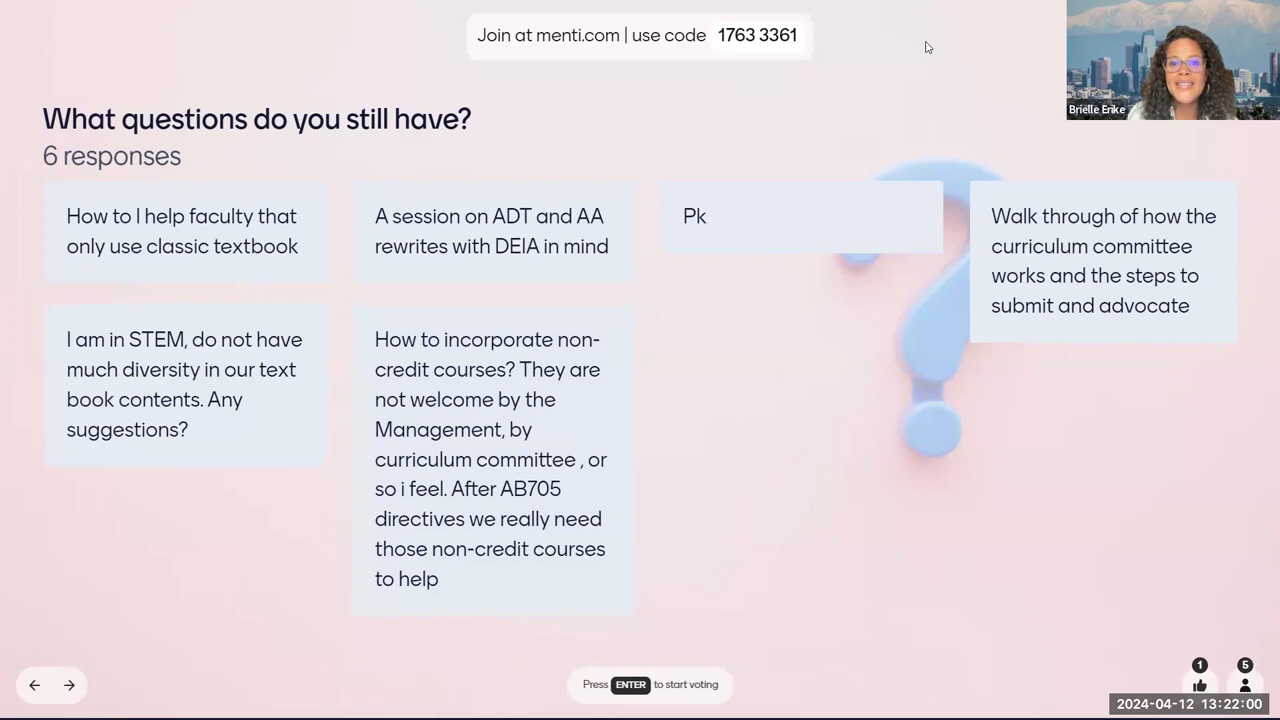 Join at menti.com | use code 1763 3361
Brielle Erike
What questions do you still have?
6 responses
How to I help faculty that
only use classic textbook
A session on ADT and AA
rewrites with DEIA in mind
Pk
Walk through of how the
curriculum committee
works and the steps to
submit and advocate
I am in STEM, do not have
much diversity in our text
book contents. Any
suggestions?
How to incorporate non-
credit courses? They are
not welcome by the
Management, by
curriculum committee , or
so i feel. After AB705
directives we really need
those non-credit courses
to help
Press ENTER to start voting
1
5
2024-04-12 13:22:00